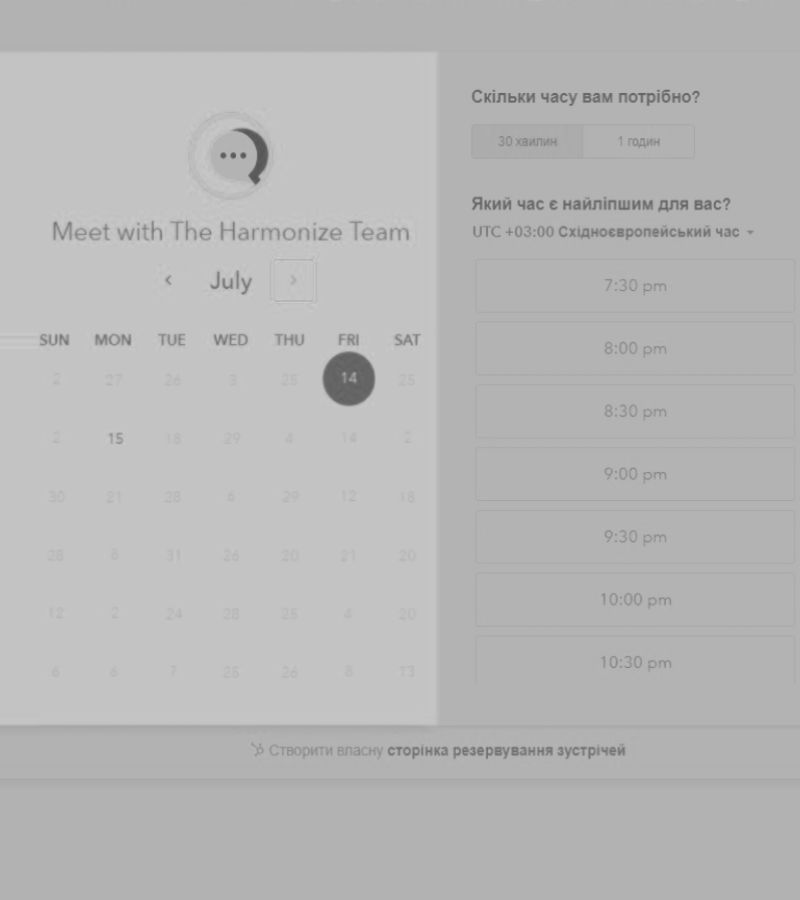 Meet with The Harmonize Team
July
SUN MON TUE WED THU FRI SAT
2 27 26 3 25 14 25
2 15 18 29 4 14 2
30 21 28 6 29 12 18
28 8 31 26 20 21 20
12 2 24 28 25 4 20
6 6 7 25 26 8 13
Скільки часу вам потрібно?
30 хвилин 1 годин
Який час є найліпшим для вас?
UTC +03:00 Східноєвропейський час
7:30 pm
8:00 pm
8:30 pm
9:00 pm
9:30 pm
10:00 pm
10:30 pm
Створити власну сторінка резервування зустрічей